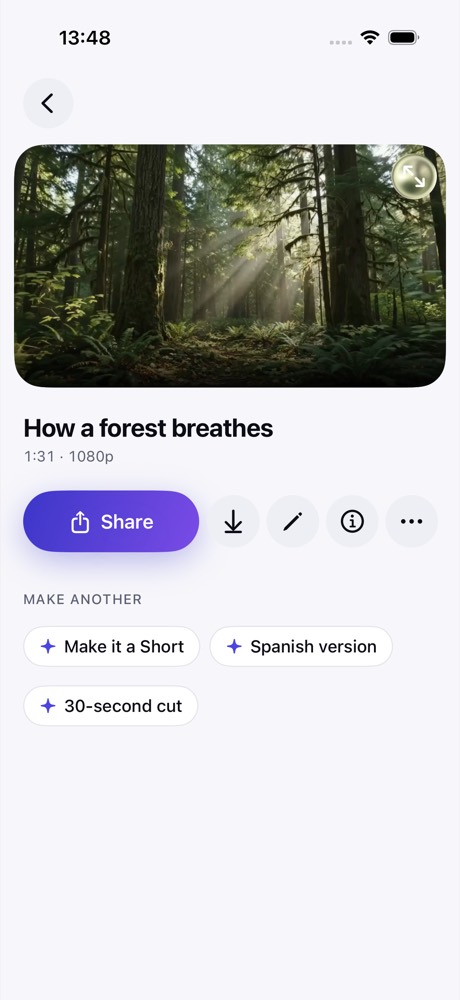 13:48
How a forest breathes
1:31 · 1080p
Share
MAKE ANOTHER
Make it a Short
Spanish version
30-second cut